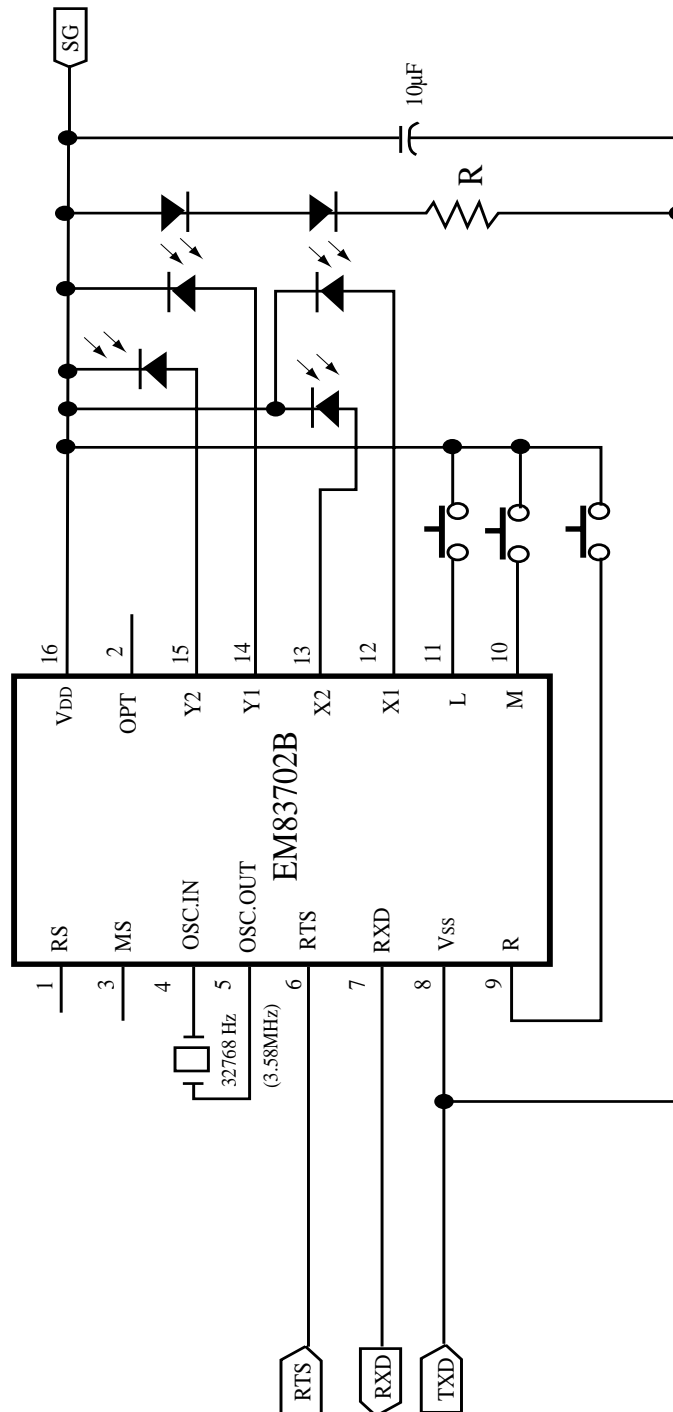 SG
10µF
R
16
2
15
14
13
12
11
10
VDD
OPT
Y2
Y1
X2
X1
L
M
EM83702B
RS
MS
OSC.IN
OSC.OUT
RTS
RXD
VSS
R
1
3
4
5
6
7
8
9
32768 Hz
(3.58MHz)
RTS
RXD
TXD